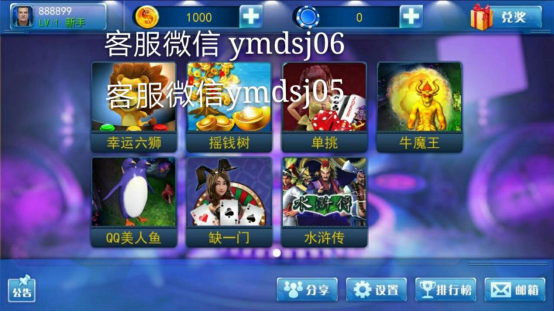 888899
LV 1 新手
1000
0
兑奖
客服微信 ymdsj06
客服微信ymdsj05
幸运六狮
摇钱树
单挑
牛魔王
QQ美人鱼
缺一门
水浒传
水浒传
公告
分享
设置
排行榜
邮箱